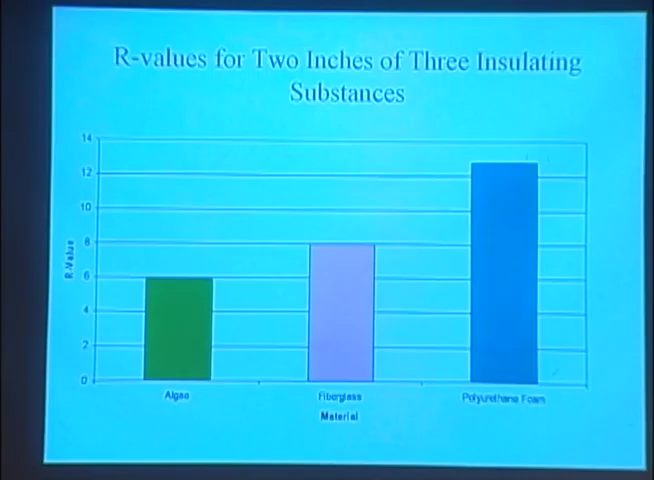 R-values for Two Inches of Three Insulating
Substances
14
12
10
8
6
4
2
0
R-Value
Algae
Fiberglass
Polyurethane Foam
Material